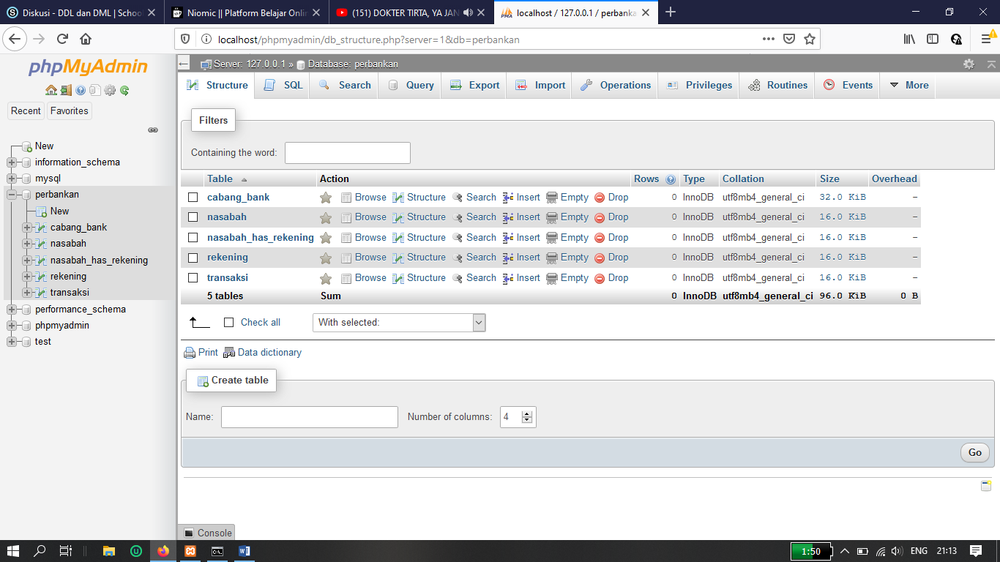 Diskusi - DDL dan DML | Schoo
Niomic || Platform Belajar Onlin
(151) DOKTER TIRTA, YA JAN
localhost / 127.0.0.1 / perbanka
localhost/phpmyadmin/db_structure.php?server=1&db=perbankan
phpMyAdmin
Recent Favorites
New
information_schema
mysql
perbankan
New
cabang_bank
nasabah
nasabah_has_rekening
rekening
transaksi
performance_schema
phpmyadmin
test
Server: 127.0.0.1 » Database: perbankan
Structure SQL Search Query Export Import Operations Privileges Routines Events More
Filters
Containing the word:
Table Action Rows Type Collation Size Overhead
cabang_bank Browse Structure Search Insert Empty Drop 0 InnoDB utf8mb4_general_ci 32.0 KiB -
nasabah Browse Structure Search Insert Empty Drop 0 InnoDB utf8mb4_general_ci 16.0 KiB -
nasabah_has_rekening Browse Structure Search Insert Empty Drop 0 InnoDB utf8mb4_general_ci 16.0 KiB -
rekening Browse Structure Search Insert Empty Drop 0 InnoDB utf8mb4_general_ci 16.0 KiB -
transaksi Browse Structure Search Insert Empty Drop 0 InnoDB utf8mb4_general_ci 16.0 KiB -
5 tables Sum 0 InnoDB utf8mb4_general_ci 96.0 KiB 0 B
Check all With selected:
Print Data dictionary
Create table
Name: Number of columns: 4
Go
Console
1:50 ENG 21:13